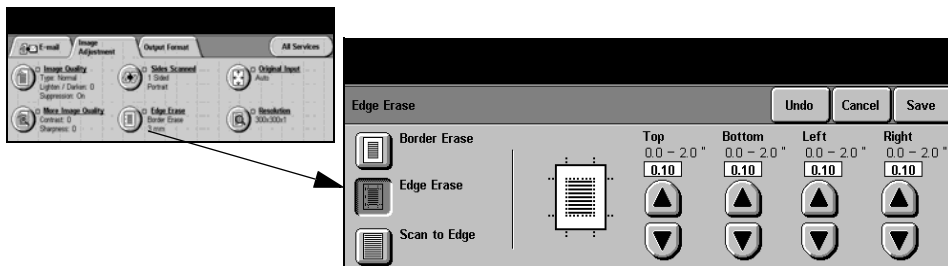 E-mail
Image Adjustment
Output Format
All Services
Image Quality
Type: Normal
Lighten / Darken: 0
Suppression: On
Sides Scanned
1 Sided
Portrait
Original Input
Auto
More Image Quality
Contrast: 0
Sharpness: 0
Edge Erase
Border Erase
3 mm
Resolution
300x300x1
Edge Erase
Undo
Cancel
Save
Border Erase
Edge Erase
Scan to Edge
Top Bottom Left Right
0.0 - 2.0 " 0.0 - 2.0 " 0.0 - 2.0 " 0.0 - 2.0 "
0.10 0.10 0.10 0.10